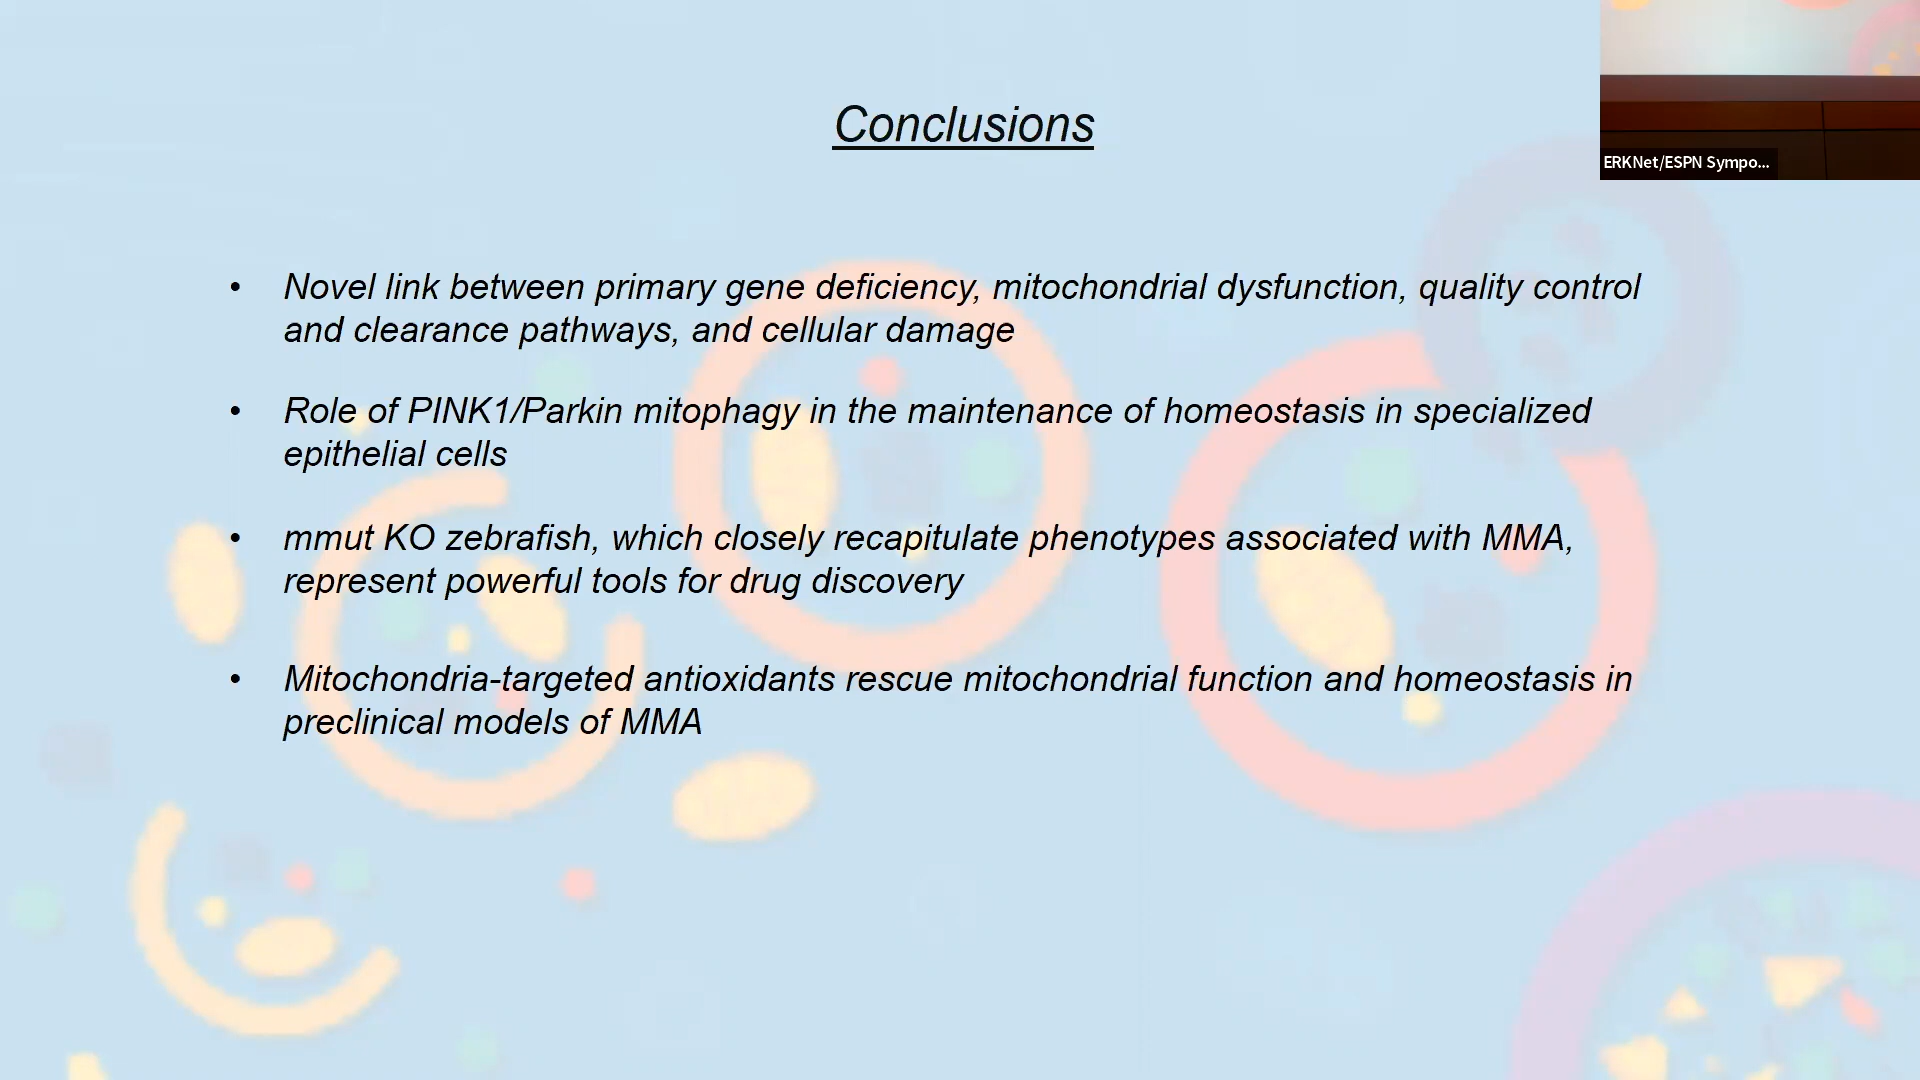 Conclusions
ERKNet/ESPN Sympo...
• Novel link between primary gene deficiency, mitochondrial dysfunction, quality control
and clearance pathways, and cellular damage
• Role of PINK1/Parkin mitophagy in the maintenance of homeostasis in specialized
epithelial cells
• mmut KO zebrafish, which closely recapitulate phenotypes associated with MMA,
represent powerful tools for drug discovery
• Mitochondria-targeted antioxidants rescue mitochondrial function and homeostasis in
preclinical models of MMA